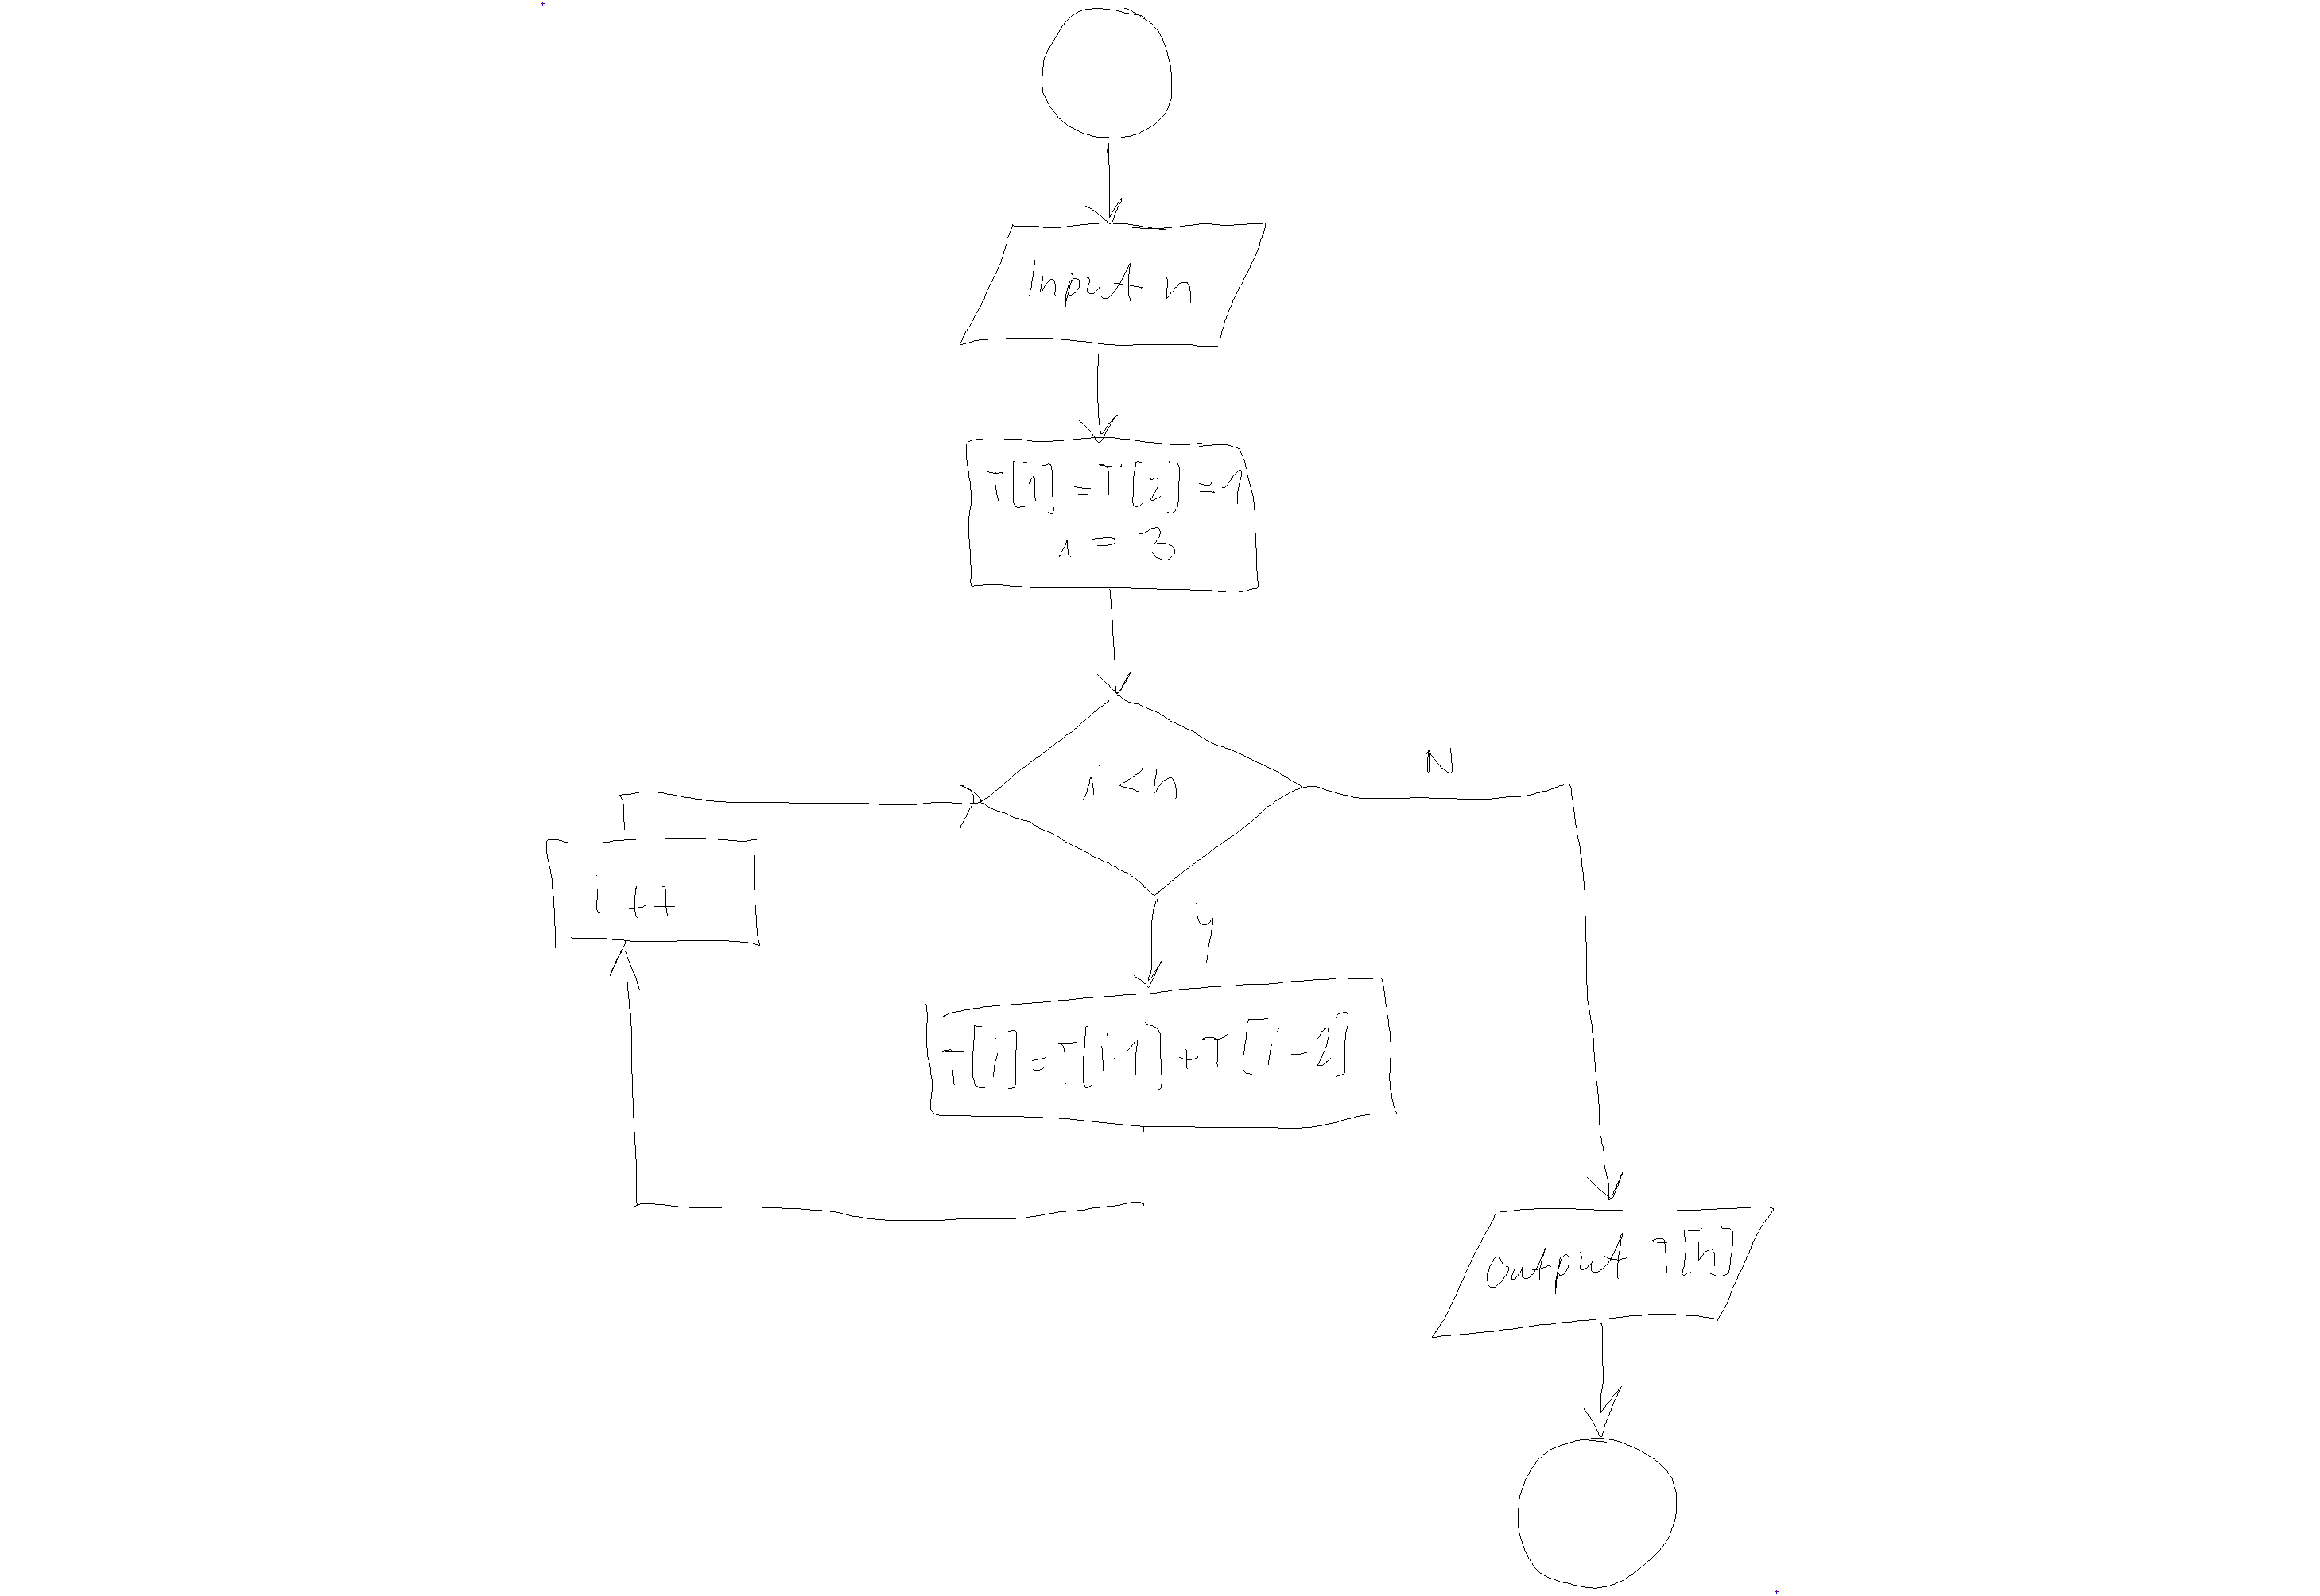 Input n
T[1]=T[2]=1
i=3
i<n
N
i++
Y
T[i]=T[i-1]+T[i-2]
Output T[n]